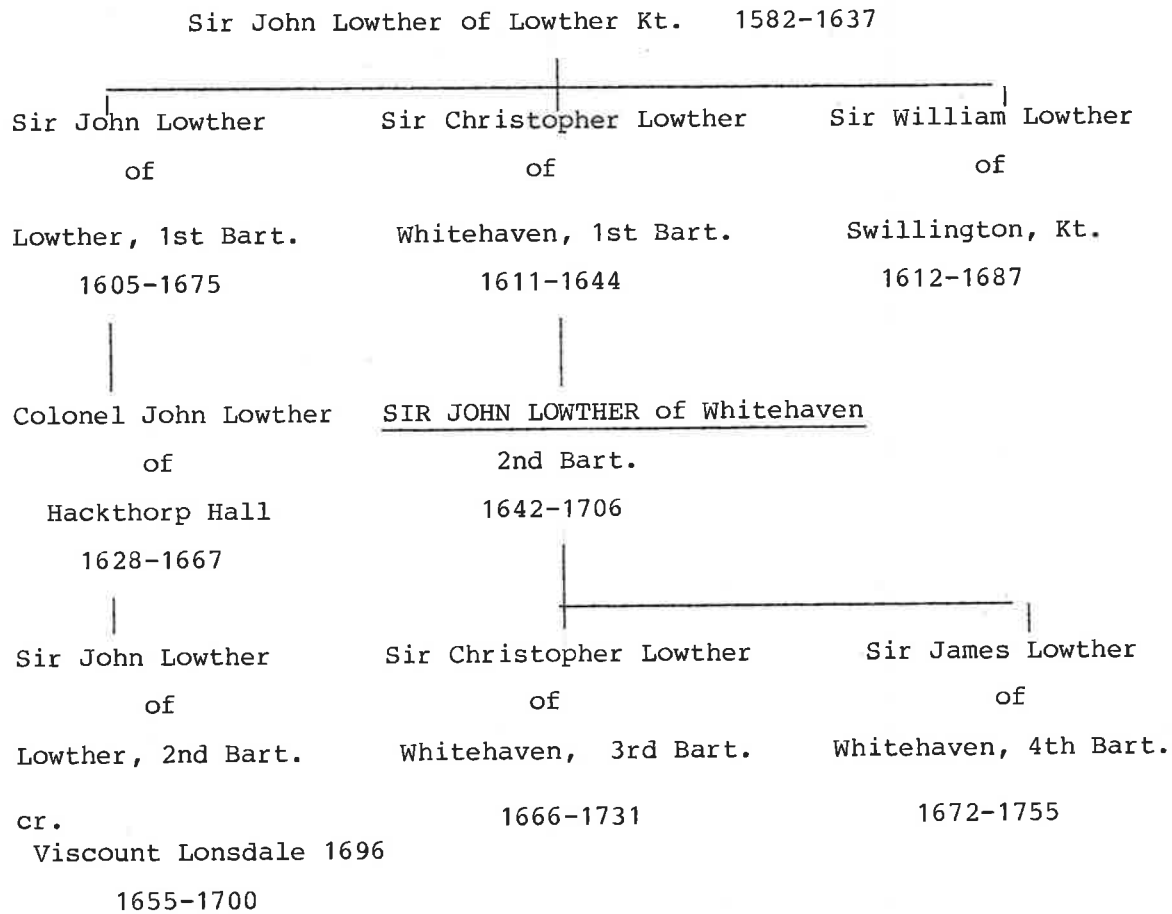 Sir John Lowther of Lowther Kt. 1582-1637
Sir John Lowther
of
Lowther, 1st Bart.
1605-1675
Sir Christopher Lowther
of
Whitehaven, 1st Bart.
1611-1644
Sir William Lowther
of
Swillington, Kt.
1612-1687
Colonel John Lowther
of
Hackthorp Hall
1628-1667
SIR JOHN LOWTHER of Whitehaven
2nd Bart.
1642-1706
Sir John Lowther
of
Lowther, 2nd Bart.
cr.
Viscount Lonsdale 1696
1655-1700
Sir Christopher Lowther
of
Whitehaven, 3rd Bart.
1666-1731
Sir James Lowther
of
Whitehaven, 4th Bart.
1672-1755